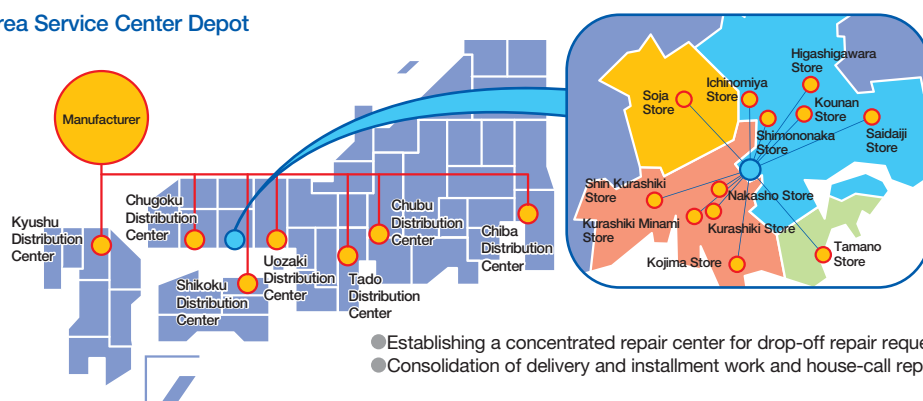 rea Service Center Depot
Manufacturer
Kyushu
Distribution
Center
Chugoku
Distribution
Center
Shikoku
Distribution
Center
Uozaki
Distribution
Center
Tado
Distribution
Center
Chubu
Distribution
Center
Chiba
Distribution
Center
Soja
Store
Ichinomiya
Store
Higashigawara
Store
Kounan
Store
Shimononaka
Store
Saidaiji
Store
Shin Kurashiki
Store
Nakasho Store
Kurashiki Minami
Store
Kurashiki Store
Kojima Store
Tamano
Store
●Establishing a concentrated repair center for drop-off repair reque
●Consolidation of delivery and installment work and house-call rep